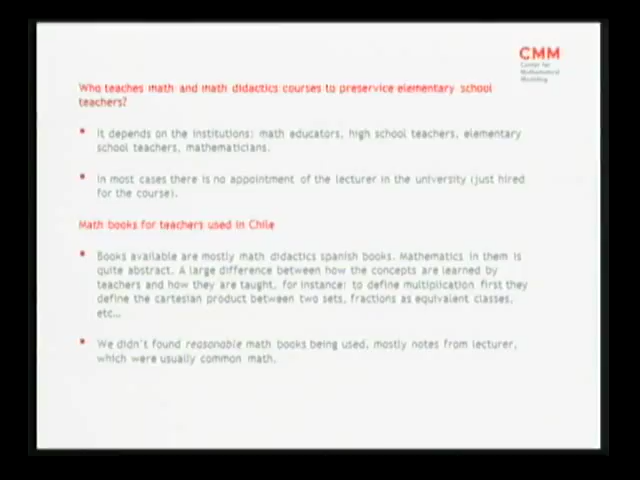 CMM
Center for
Mathematical
Modeling
Who teaches math and math didactics courses to preservice elementary school
teachers?
It depends on the institutions: math educators, high school teachers, elementary
school teachers, mathematicians.
In most cases there is no appointment of the lecturer in the university (just hired
for the course).
Math books for teachers used in Chile
Books available are mostly math didactics spanish books. Mathematics in them is
quite abstract. A large difference between how the concepts are learned by
teachers and how they are taught, for instance: to define multiplication first they
define the cartesian product between two sets, fractions as equivalent classes,
etc…
We didn't found reasonable math books being used, mostly notes from lecturer,
which were usually common math.